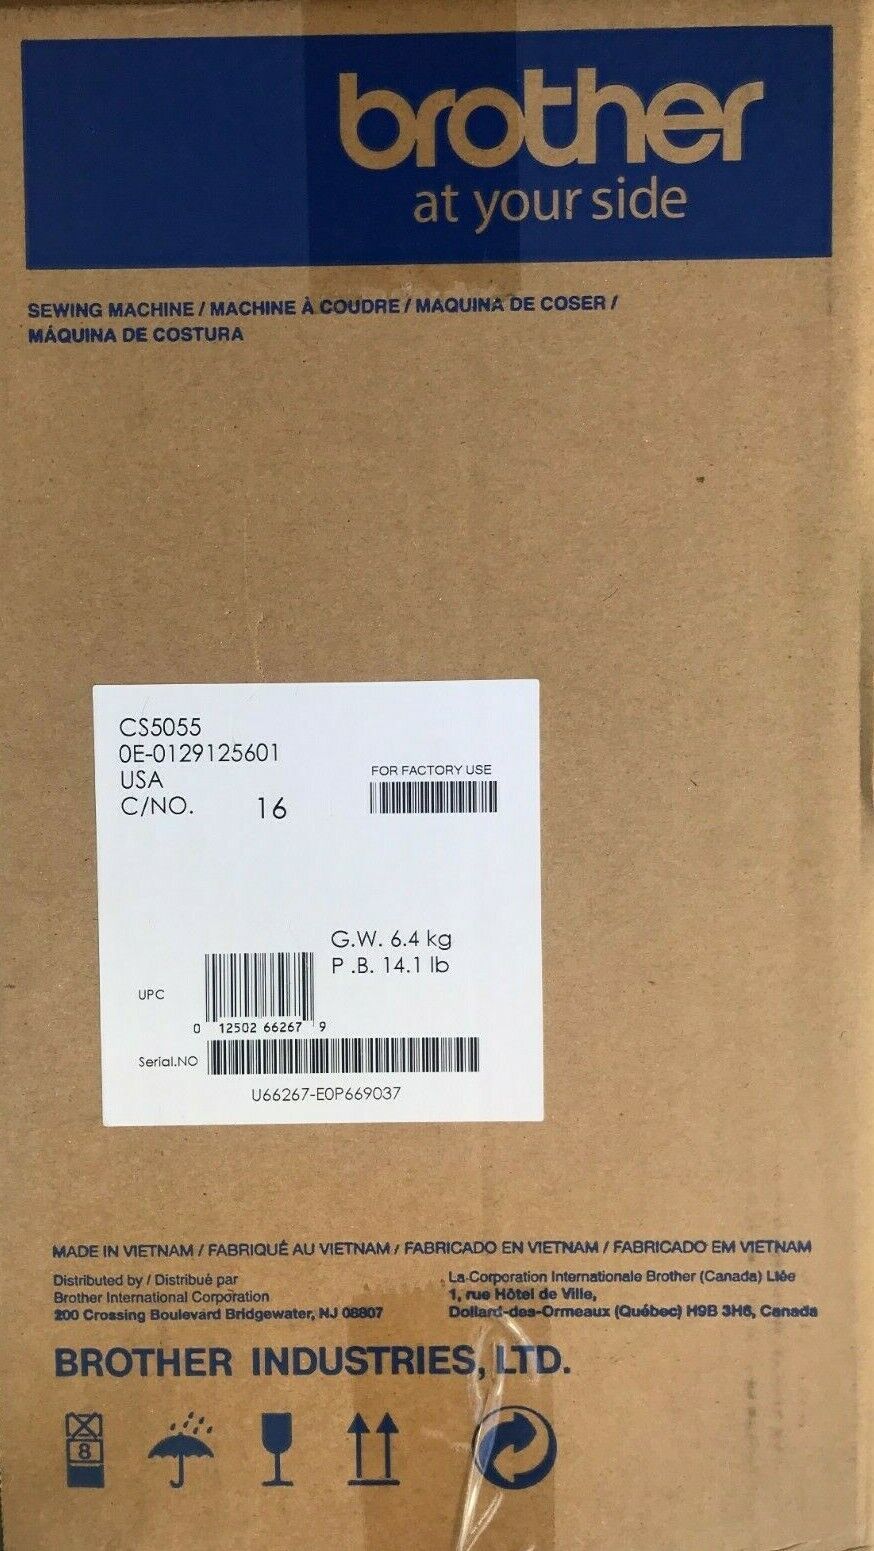 brother
at your side
SEWING MACHINE / MACHINE À COUDRE / MAQUINA DE COSER /
MÁQUINA DE COSTURA
CS5055
0E-0129125601
USA
C/NO. 16
FOR FACTORY USE
G.W. 6.4 kg
P .B. 14.1 lb
UPC
0 12502 66267 9
Serial.NO
U66267-E0P669037
MADE IN VIETNAM / FABRIQUÉ AU VIETNAM / FABRICADO EN VIETNAM / FABRICADO EM VIETNAM
Distributed by / Distribué par
Brother International Corporation
200 Crossing Boulevard Bridgewater, NJ 08807
La Corporation Internationale Brother (Canada) Ltée
1, rue Hôtel de Ville,
Dollard-des-Ormeaux (Québec) H9B 3H6, Canada
BROTHER INDUSTRIES, LTD.
8